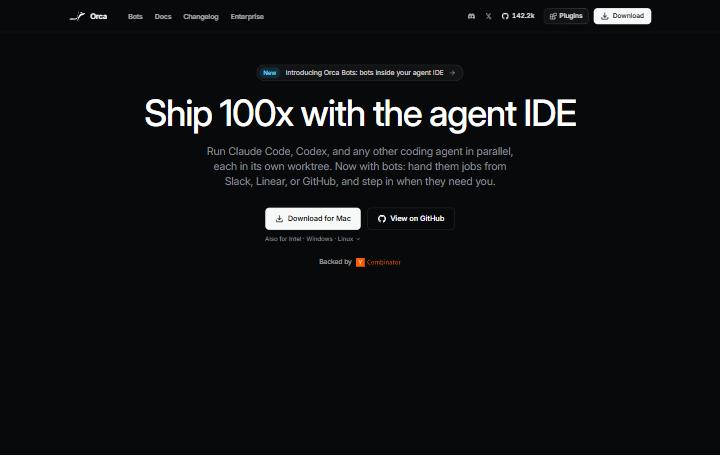 Orca
Bots
Docs
Changelog
Enterprise
142.2k
Plugins
Download
New Introducing Orca Bots: bots inside your agent IDE
Ship 100x with the agent IDE
Run Claude Code, Codex, and any other coding agent in parallel,
each in its own worktree. Now with bots: hand them jobs from
Slack, Linear, or GitHub, and step in when they need you.
Download for Mac
View on GitHub
Also for Intel · Windows · Linux
Backed by Y Combinator